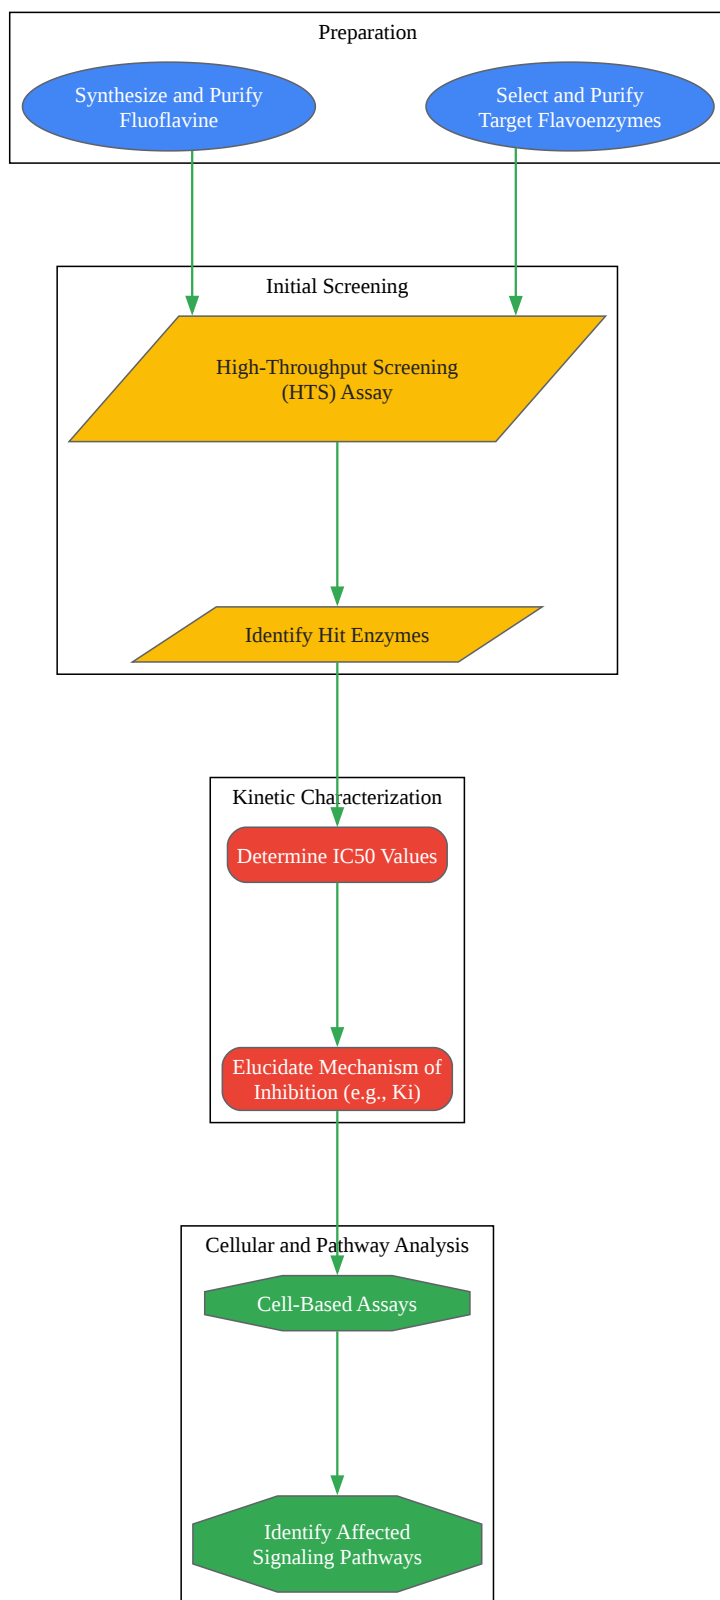 Preparation
Synthesize and Purify
Fluoflavine
Select and Purify
Target Flavoenzymes
Initial Screening
High-Throughput Screening
(HTS) Assay
Identify Hit Enzymes
Kinetic Characterization
Determine IC50 Values
Elucidate Mechanism of
Inhibition (e.g., Ki)
Cellular and Pathway Analysis
Cell-Based Assays
Identify Affected
Signaling Pathways